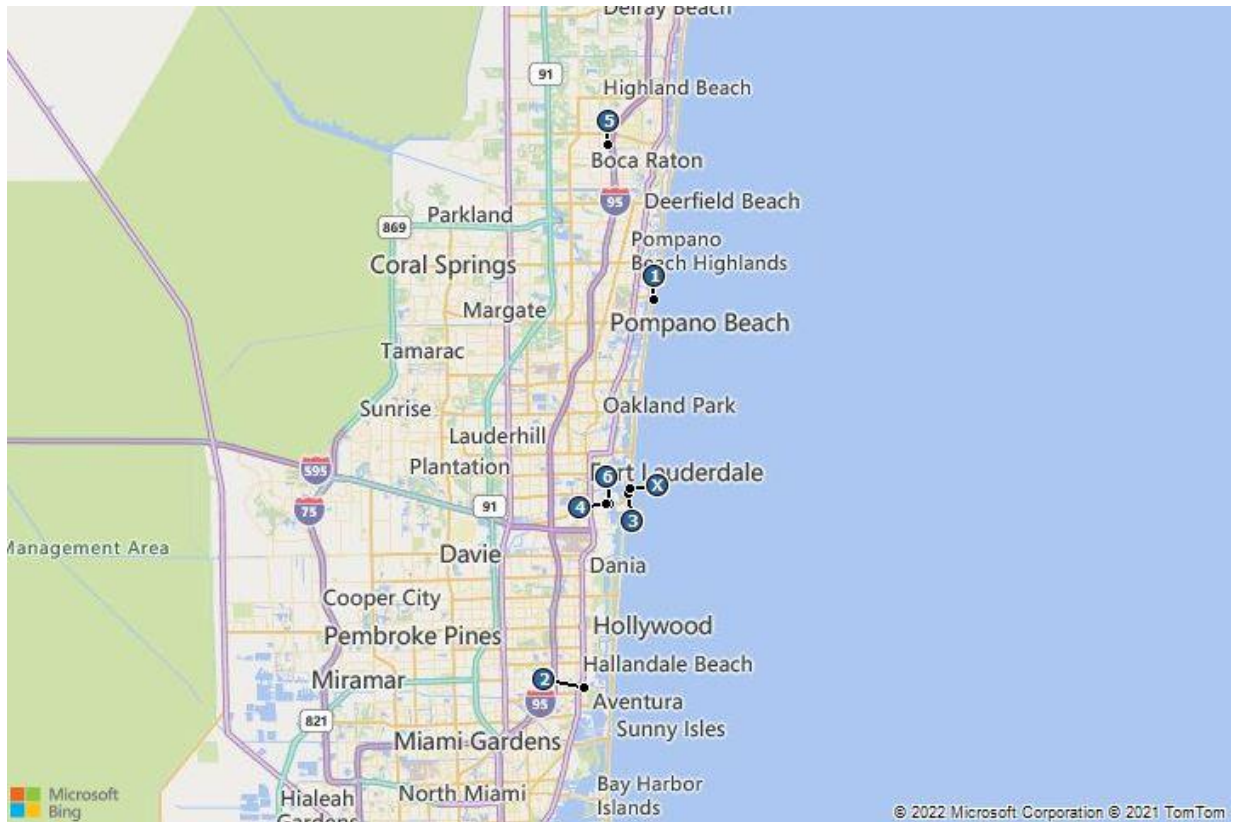 Delray Beach
91
Highland Beach
5
Boca Raton
95
Deerfield Beach
Parkland
869
Pompano
Beach Highlands
Coral Springs
1
Margate
Pompano Beach
Tamarac
Sunrise
Oakland Park
Lauderhill
Plantation
Fort Lauderdale
595
6
X
91
4
75
3
Management Area
Davie
Dania
Cooper City
Hollywood
Pembroke Pines
Hallandale Beach
Miramar
2
95
Aventura
821
Sunny Isles
Miami Gardens
Bay Harbor
Islands
North Miami
Hialeah
Gardens
Microsoft
Bing
© 2022 Microsoft Corporation © 2021 TomTom